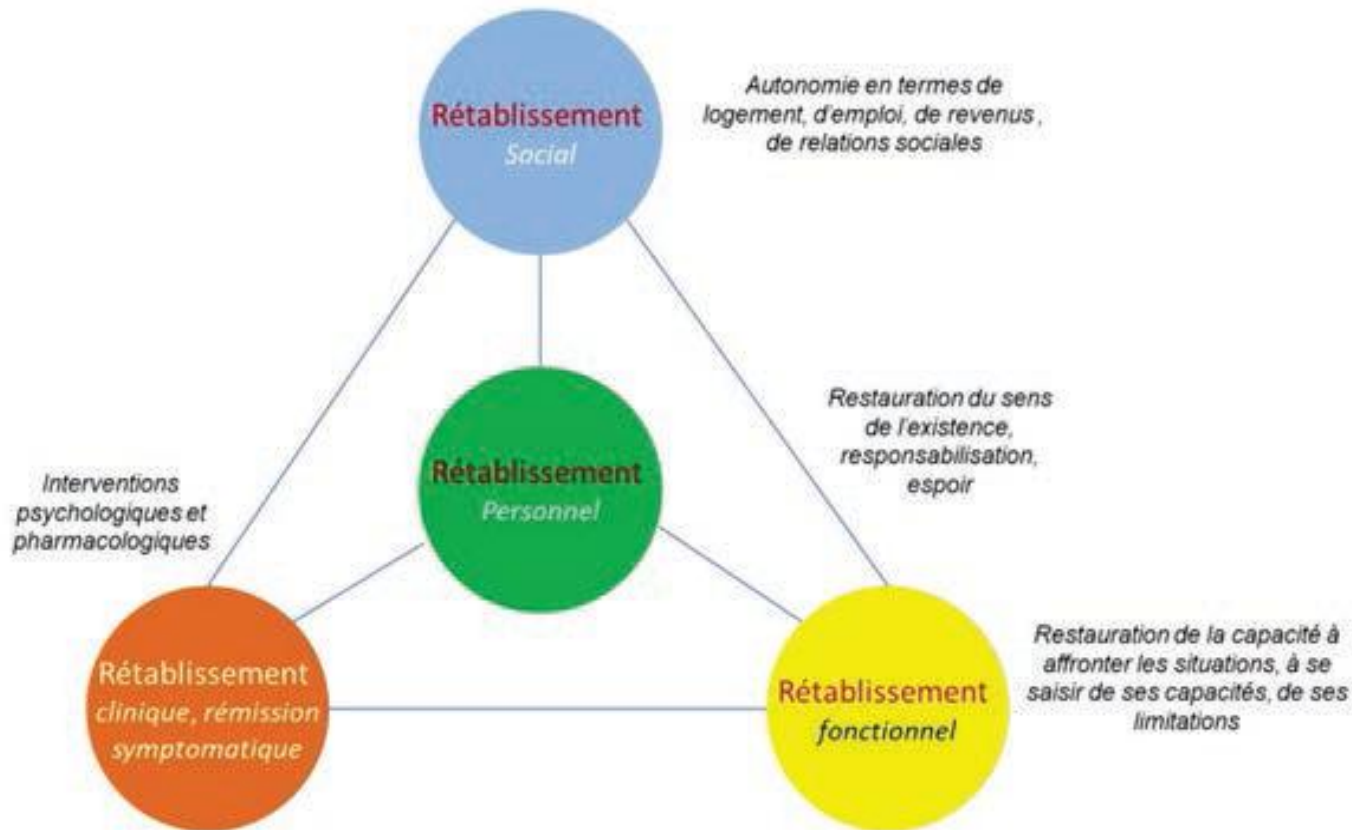 Rétablissement
Social
Autonomie en termes de
logement, d'emploi, de revenus ,
de relations sociales
Rétablissement
Personnel
Restauration du sens
de l'existence,
responsabilisation,
espoir
Interventions
psychologiques et
pharmacologiques
Rétablissement
clinique, rémission
symptomatique
Rétablissement
fonctionnel
Restauration de la capacité à
affronter les situations, à se
saisir de ses capacités, de ses
limitations